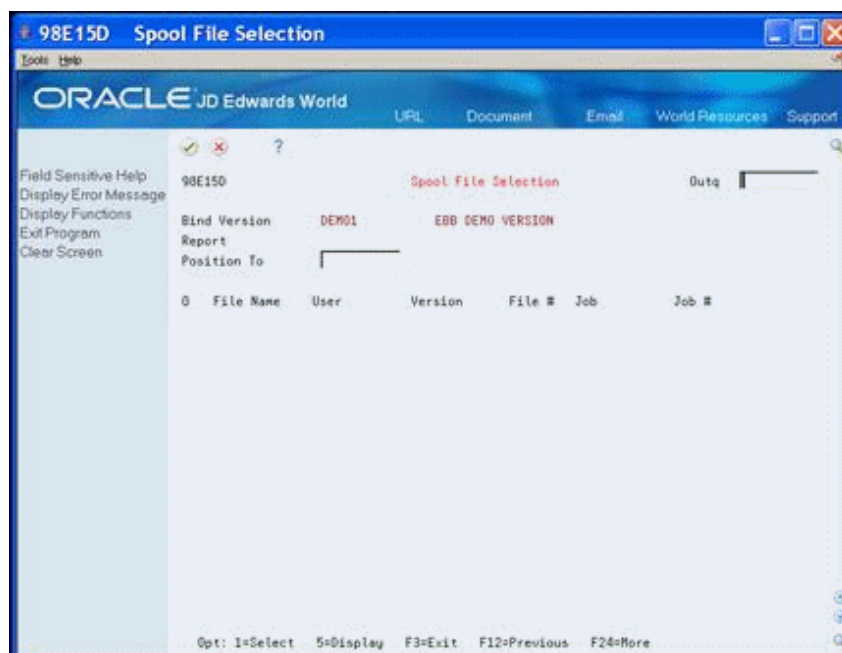 98E15D Spool File Selection
Tools Help
ORACLE JD Edwards World
URL Document Email World Resources Support
?
Field Sensitive Help
Display Error Message
Display Functions
Exit Program
Clear Screen
98E15D Spool File Selection Outq
Bind Version DEMO1 EBB DEMO VERSION
Report
Position To
O File Name User Version File # Job Job #
Opt: 1=Select 5=Display F3=Exit F12=Previous F24=More